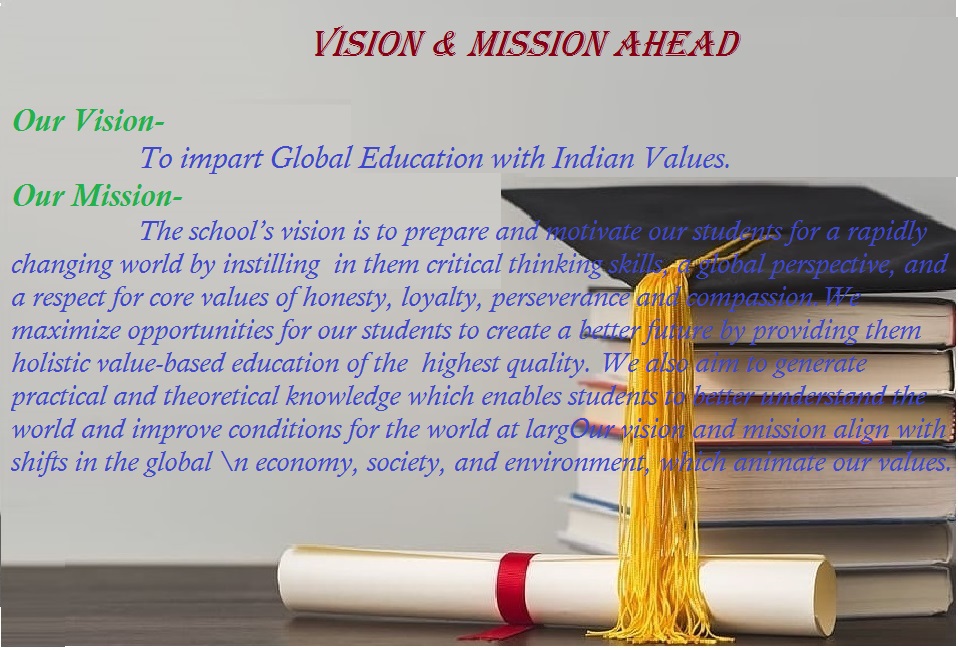 VISION & MISSION AHEAD
Our Vision-
To impart Global Education with Indian Values.
Our Mission-
The school's vision is to prepare and motivate our students for a rapidly
changing world by instilling  in them critical thinking skills, a global perspective, and
a respect for core values of honesty, loyalty, perseverance and compassion. We
maximize opportunities for our students to create a better future by providing them
holistic value-based education of the  highest quality. We also aim to generate
practical and theoretical knowledge which enables students to better understand the
world and improve conditions for the world at largOur vision and mission align with
shifts in the global \n economy, society, and environment, which animate our values.